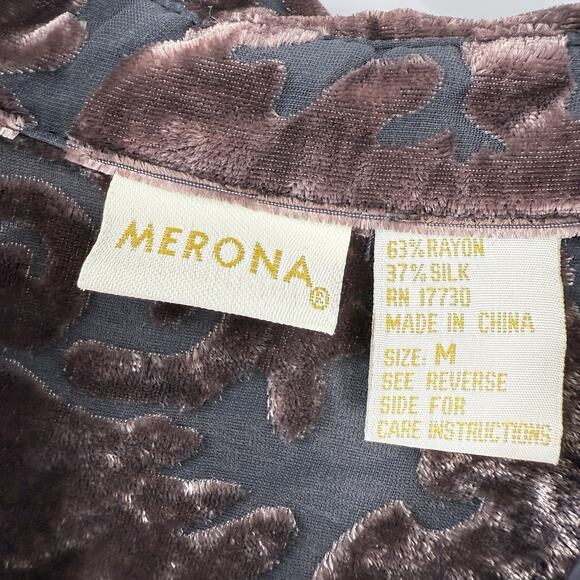 MERONA®
63% RAYON
37% SILK
RN 17730
MADE IN CHINA
SIZE: M
SEE REVERSE
SIDE FOR
CARE INSTRUCTIONS